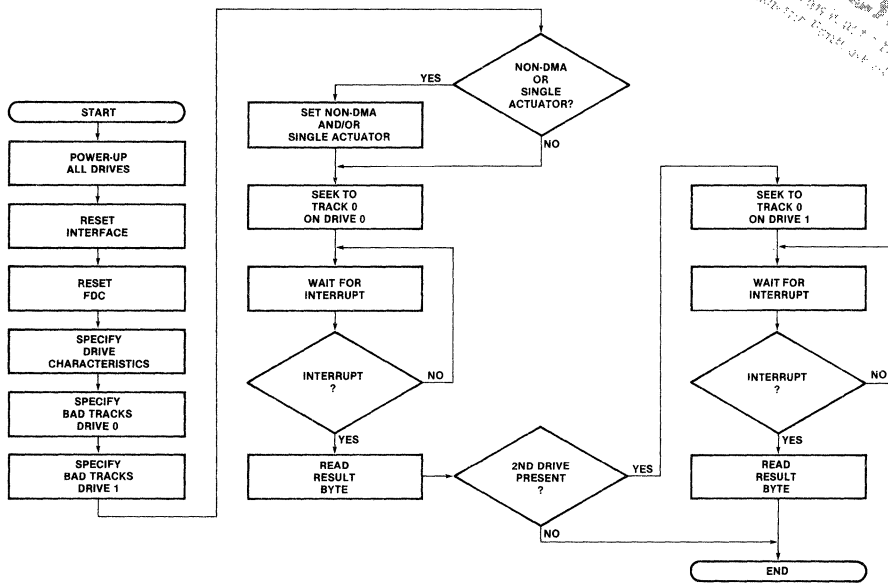 START
POWER-UP
ALL DRIVES
RESET
INTERFACE
RESET
FDC
SPECIFY
DRIVE
CHARACTERISTICS
SPECIFY
BAD TRACKS
DRIVE 0
SPECIFY
BAD TRACKS
DRIVE 1
NON-DMA
OR
SINGLE
ACTUATOR?
YES
NO
SET NON-DMA
AND/OR
SINGLE ACTUATOR
SEEK TO
TRACK 0
ON DRIVE 0
WAIT FOR
INTERRUPT
INTERRUPT
?
NO
YES
READ
RESULT
BYTE
2ND DRIVE
PRESENT
?
YES
NO
SEEK TO
TRACK 0
ON DRIVE 1
WAIT FOR
INTERRUPT
INTERRUPT
?
NO
YES
READ
RESULT
BYTE
END